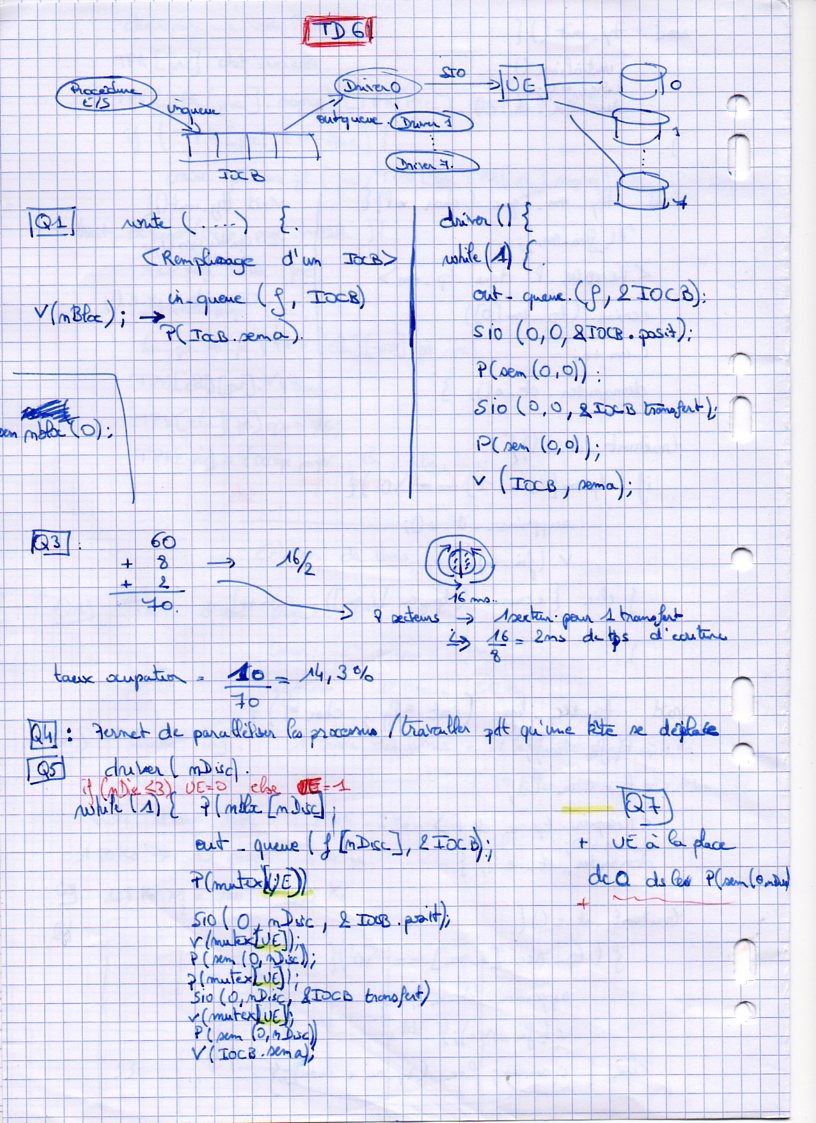 TD 6
Procédure
E/S
inqueue
IOCB
outqueue
Driver 0
Driver 1
Driver 7
SIO
UE
0
1
7
Q1
write (.....) {
<Remplissage d'un IOCB>
in-queue (f, IOCB)
V(nBloc); →
P(IOCB.sema).
sem nbloc (0);
driver () {
while (1) {
out-queue (f, &IOCB);
Sio (0,0, &IOCB.posit);
P(sem(0,0));
Sio (0,0, &IOCB transfert);
P(sem (0,0));
V (IOCB, sema);
Q3 :
60
+ 8 → 16/2
+ 2
70.
16 ms..
8 secteurs → 1 secteur pour 1 transfert
16/8 = 2ms de tps d'écriture
taux ocupation = 10/70 = 14,3%
Q4 : Permet de paralléliser les processus / travailler pdt qu'une tête se déplace
Q5 driver (nDisc).
if (nDisc ≤ 3) UE=0 else UE=1
while (1) { P(nbloc [nDisc];
out-queue (f [nDisc], &IOCB);
P(mutex[UE])
Sio (0, nDisc, & IOCB.posit);
V(mutex[UE]);
P(sem (0, nDisc));
P(mutex[UE]);
Sio (0, nDisc, &IOCB transfert)
V(mutex[UE];
P(sem (0, nDisc))
V(IOCB.sema);
Q7
+ UE à la place
de 0 ds les P(sem(0,nDisc)
+